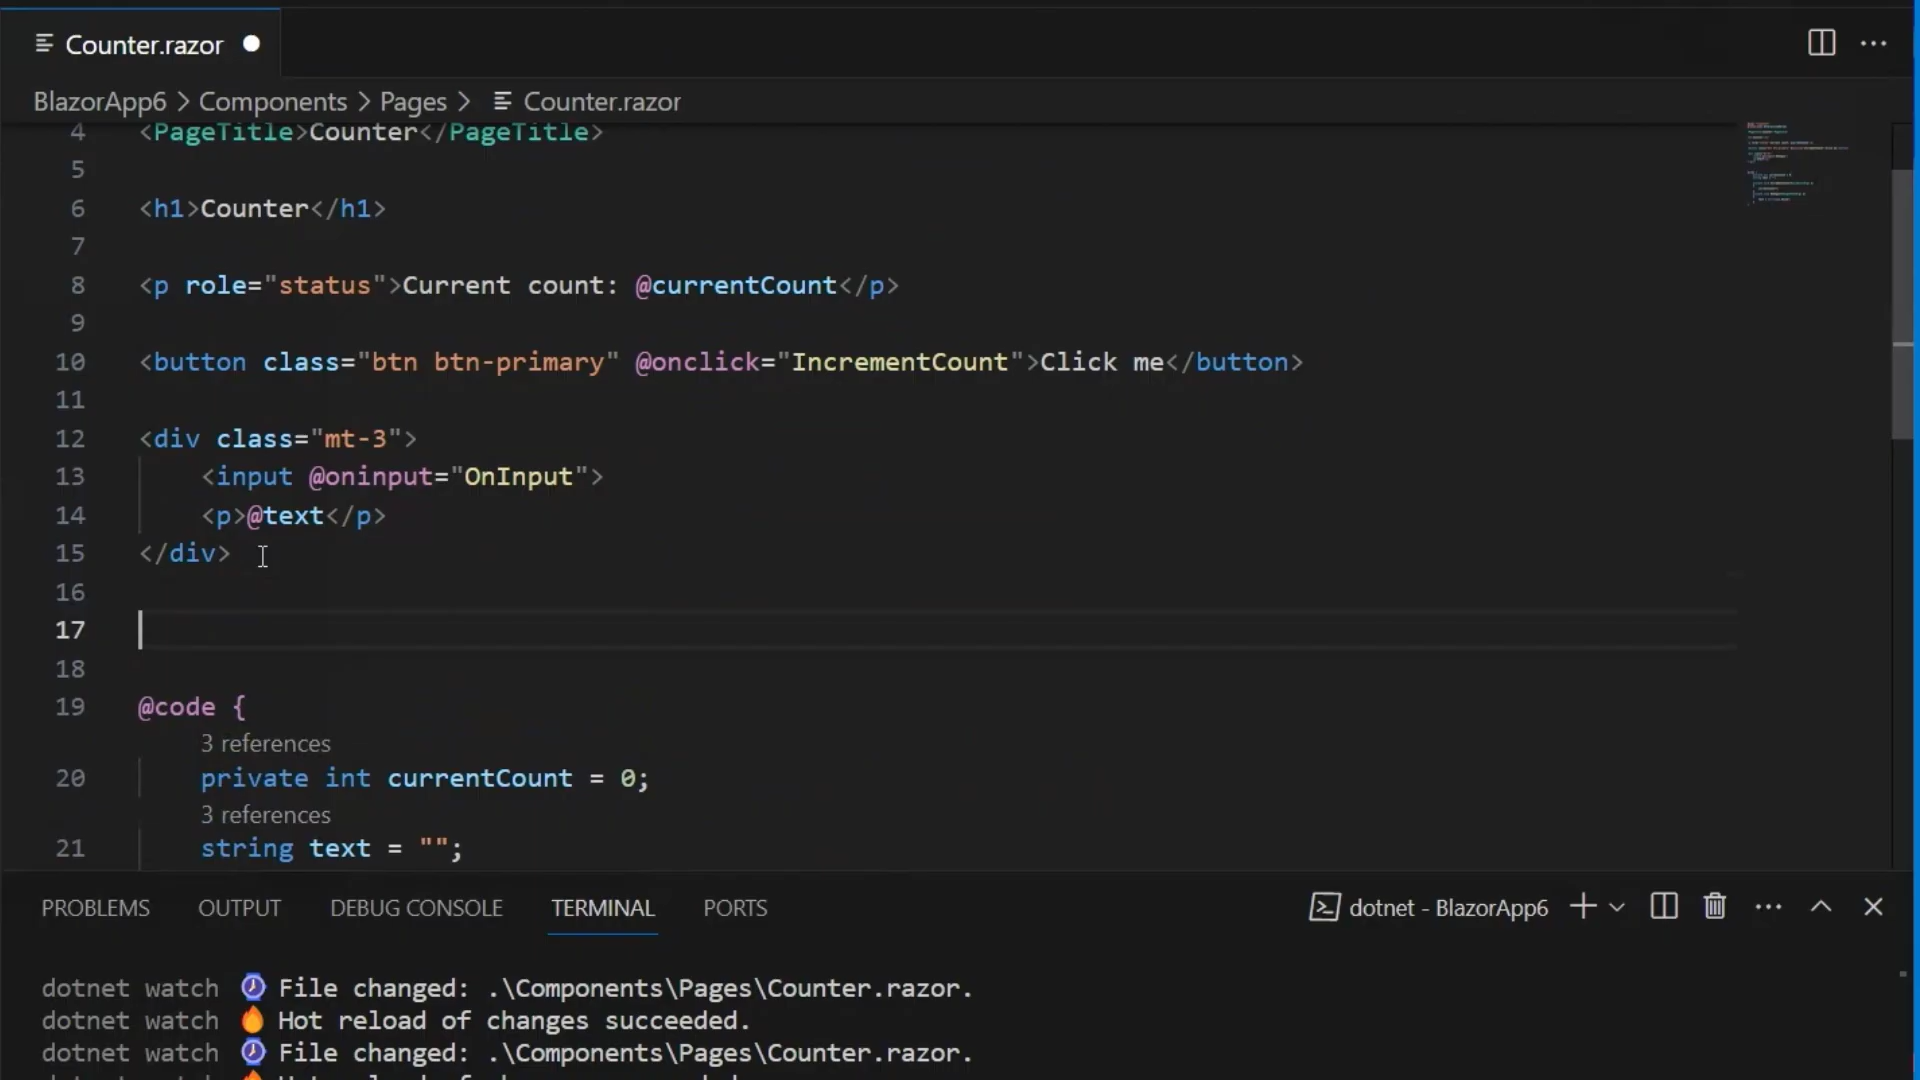 Counter.razor
BlazorApp6 > Components > Pages > Counter.razor
4 <PageTitle>Counter</PageTitle>
5
6 <h1>Counter</h1>
7
8 <p role="status">Current count: @currentCount</p>
9
10 <button class="btn btn-primary" @onclick="IncrementCount">Click me</button>
11
12 <div class="mt-3">
13 <input @oninput="OnInput">
14 <p>@text</p>
15 </div>
16
17
18
19 @code {
3 references
20 private int currentCount = 0;
3 references
21 string text = "";
PROBLEMS OUTPUT DEBUG CONSOLE TERMINAL PORTS dotnet - BlazorApp6
dotnet watch ⌚ File changed: .\Components\Pages\Counter.razor.
dotnet watch 🔥 Hot reload of changes succeeded.
dotnet watch ⌚ File changed: .\Components\Pages\Counter.razor.